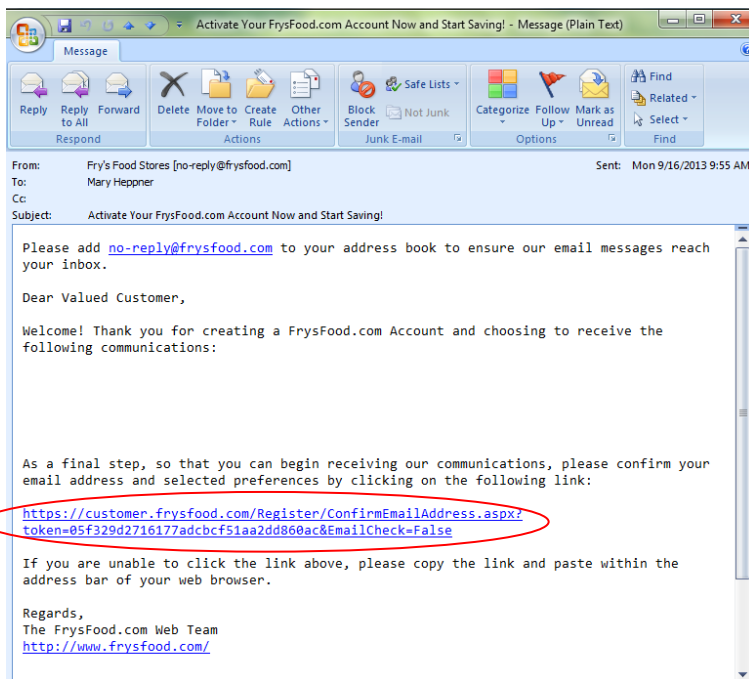 Activate Your FrysFood.com Account Now and Start Saving! - Message (Plain Text)
Message
Reply Reply to All Forward
Respond
Delete Move to Folder Create Rule Other Actions
Actions
Block Sender Safe Lists Not Junk
Junk E-mail
Categorize Follow Up Mark as Unread
Options
Find Related Select
Find
From: Fry's Food Stores [no-reply@frysfood.com] Sent: Mon 9/16/2013 9:55 AM
To: Mary Heppner
Cc:
Subject: Activate Your FrysFood.com Account Now and Start Saving!
Please add no-reply@frysfood.com to your address book to ensure our email messages reach
your inbox.
Dear Valued Customer,
Welcome! Thank you for creating a FrysFood.com Account and choosing to receive the
following communications:
As a final step, so that you can begin receiving our communications, please confirm your
email address and selected preferences by clicking on the following link:
https://customer.frysfood.com/Register/ConfirmEmailAddress.aspx?
token=05f329d2716177adcbcf51aa2dd860ac&EmailCheck=False
If you are unable to click the link above, please copy the link and paste within the
address bar of your web browser.
Regards,
The FrysFood.com Web Team
http://www.frysfood.com/